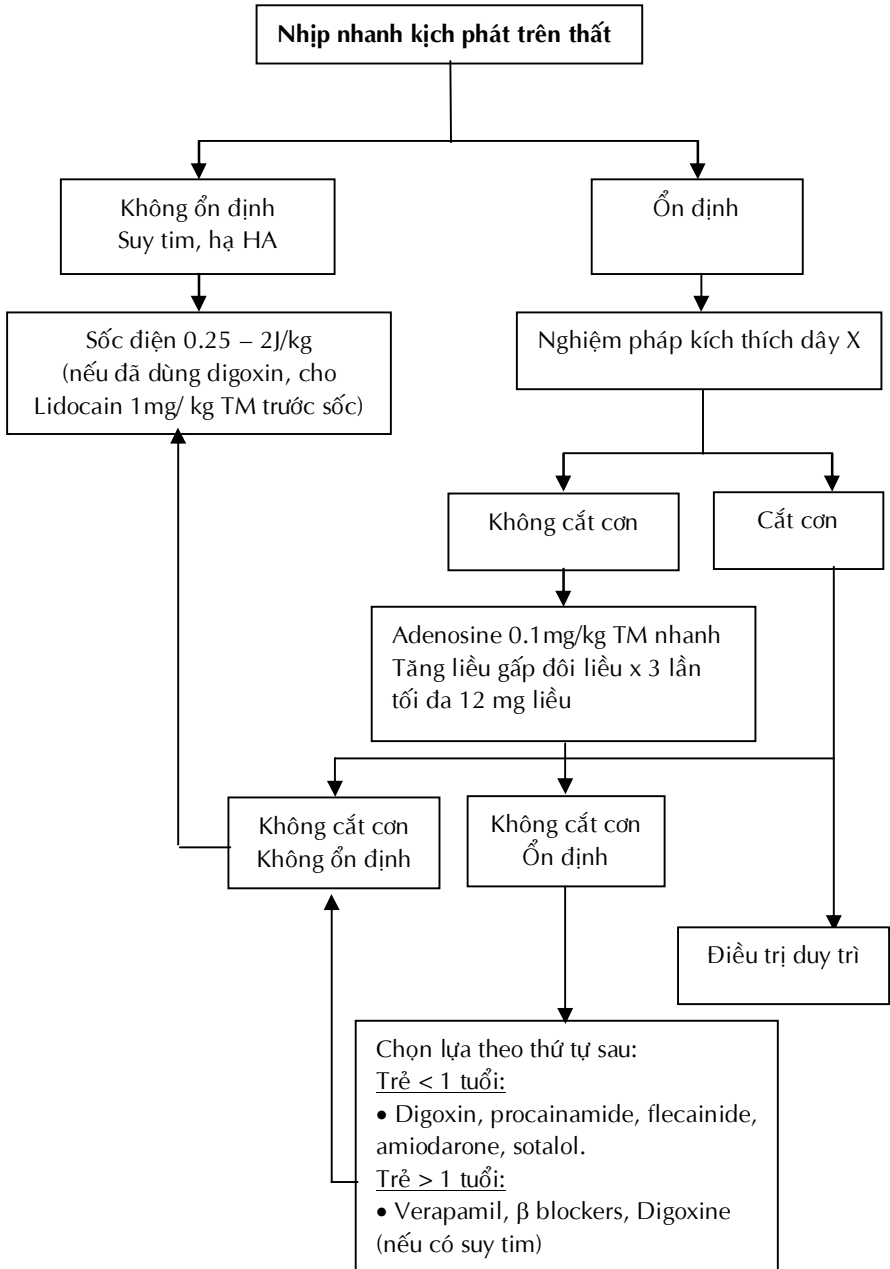 Nhịp nhanh kịch phát trên thất
Không ổn định
Suy tim, hạ HA
Ổn định
Sốc điện 0.25 – 2J/kg
(nếu đã dùng digoxin, cho
Lidocain 1mg/ kg TM trước sốc)
Nghiệm pháp kích thích dây X
Không cắt cơn
Cắt cơn
Adenosine 0.1mg/kg TM nhanh
Tăng liều gấp đôi liều x 3 lần
tối đa 12 mg liều
Không cắt cơn
Không ổn định
Không cắt cơn
Ổn định
Điều trị duy trì
Chọn lựa theo thứ tự sau:
Trẻ < 1 tuổi:
• Digoxin, procainamide, flecainide,
amiodarone, sotalol.
Trẻ > 1 tuổi:
• Verapamil, β blockers, Digoxine
(nếu có suy tim)